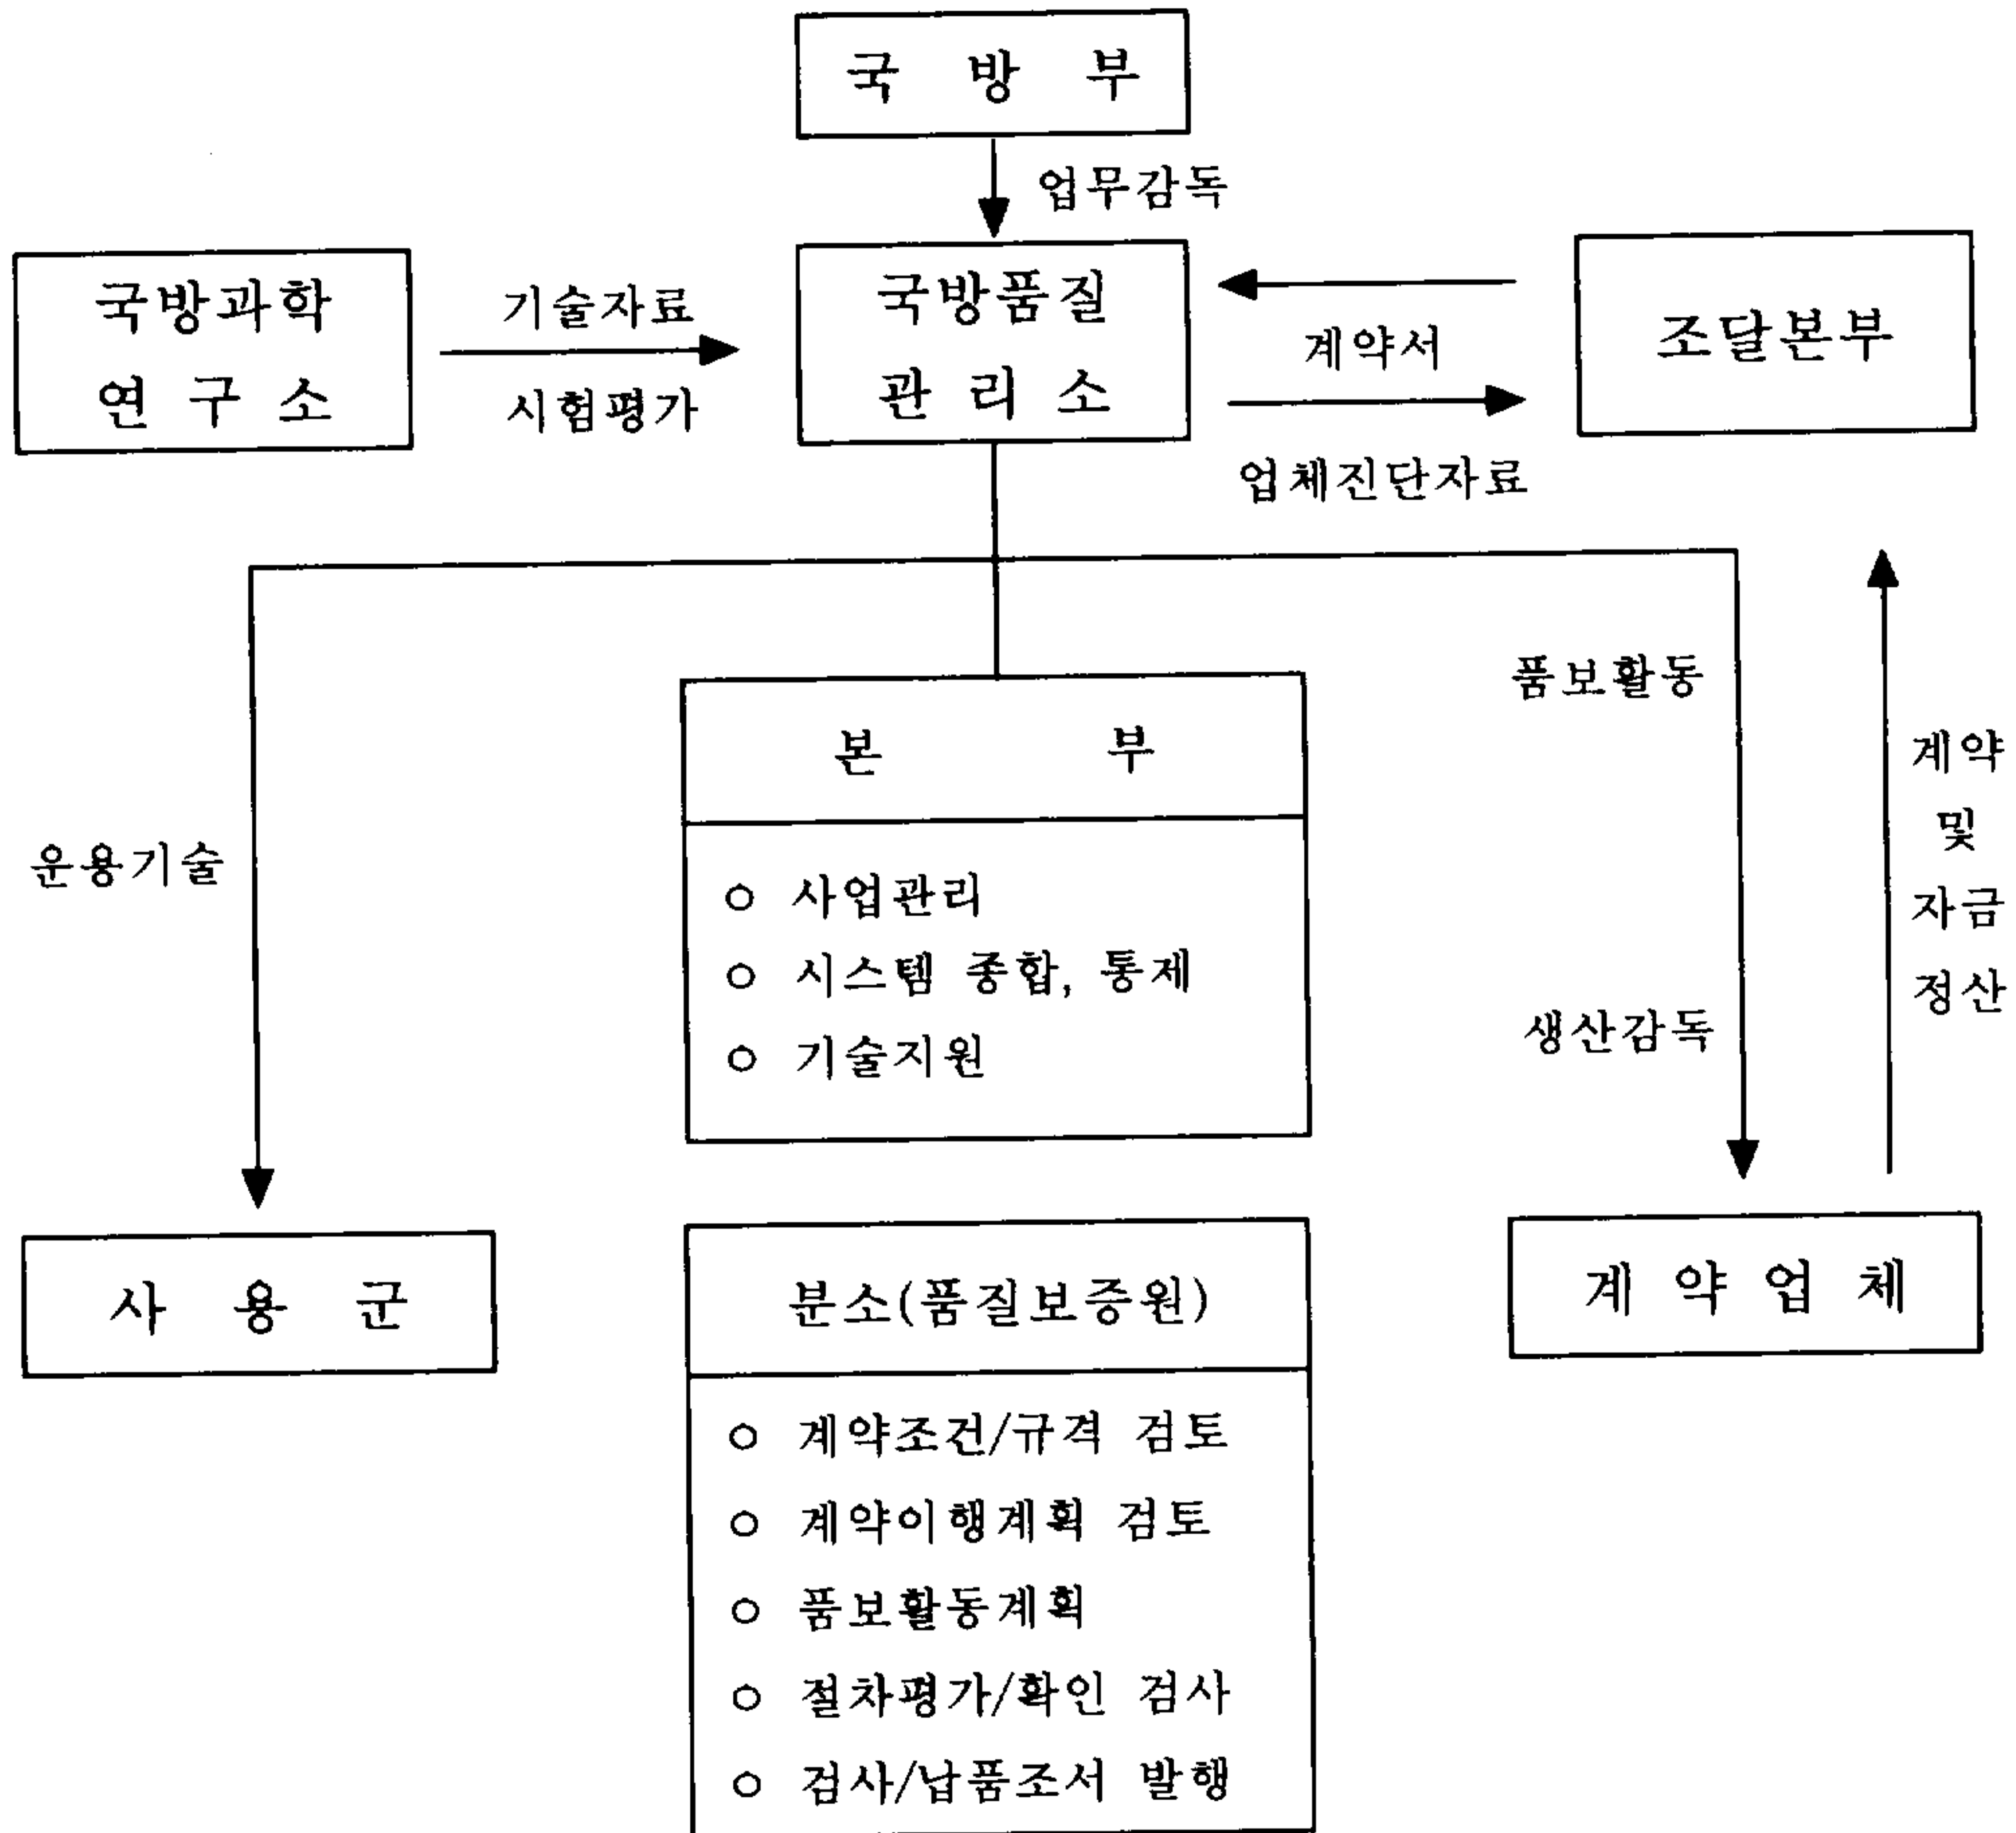 국 방 부
업무감독
국방과학
연 구 소
기술자료
시험평가
국방품질
관 리 소
계약서
업체진단자료
조달본부
운용기술
본 부
○ 사업관리
○ 시스템 종합, 통제
○ 기술지원
품보활동
생산감독
계약
및
자금
정산
사 용 군
분소(품질보증원)
○ 계약조건/규격 검토
○ 계약이행계획 검토
○ 품보활동계획
○ 절차평가/확인 검사
○ 검사/납품조서 발행
계 약 업 체